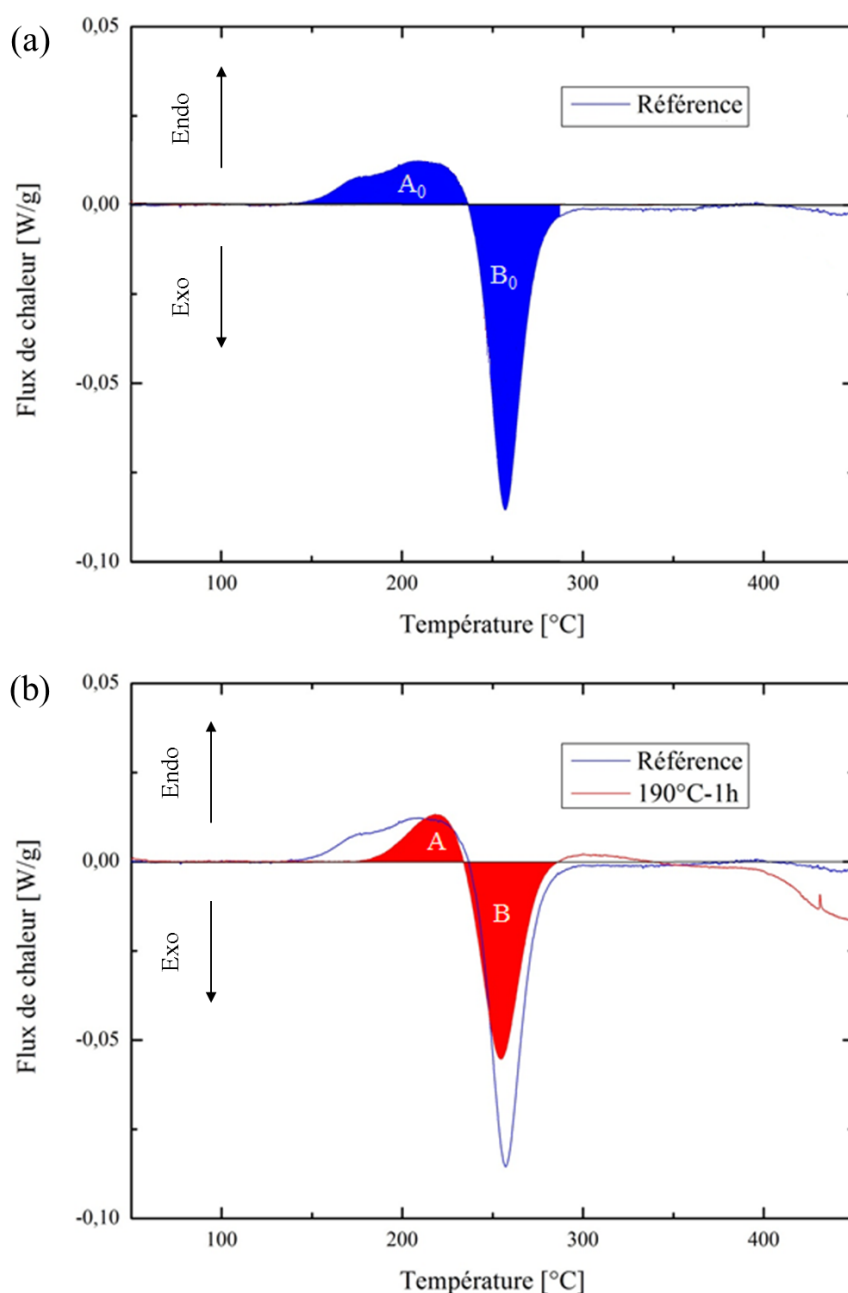 (a)
0,05
Endo
Référence
A₀
0,00
B₀
Exo
Flux de chaleur [W/g]
-0,05
-0,10
100
200
300
400
Température [°C]
(b)
0,05
Endo
Référence
190°C-1h
A
0,00
B
Exo
Flux de chaleur [W/g]
-0,05
-0,10
100
200
300
400
Température [°C]